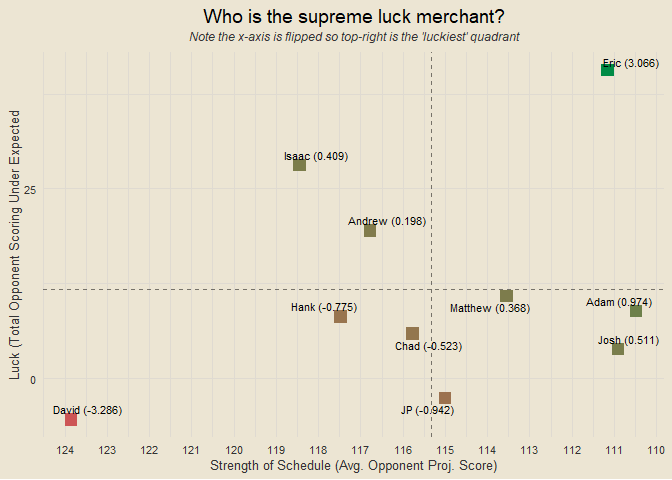 Who is the supreme luck merchant?
Note the x-axis is flipped so top-right is the 'luckiest' quadrant
Luck (Total Opponent Scoring Under Expected
25
0
Eric (3.066)
Isaac (0.409)
Andrew (0.198)
Hank (-0.775)
Chad (-0.523)
Matthew (0.368)
Adam (0.974)
Josh (0.511)
JP (-0.942)
David (-3.286)
124 123 122 121 120 119 118 117 116 115 114 113 112 111 110
Strength of Schedule (Avg. Opponent Proj. Score)